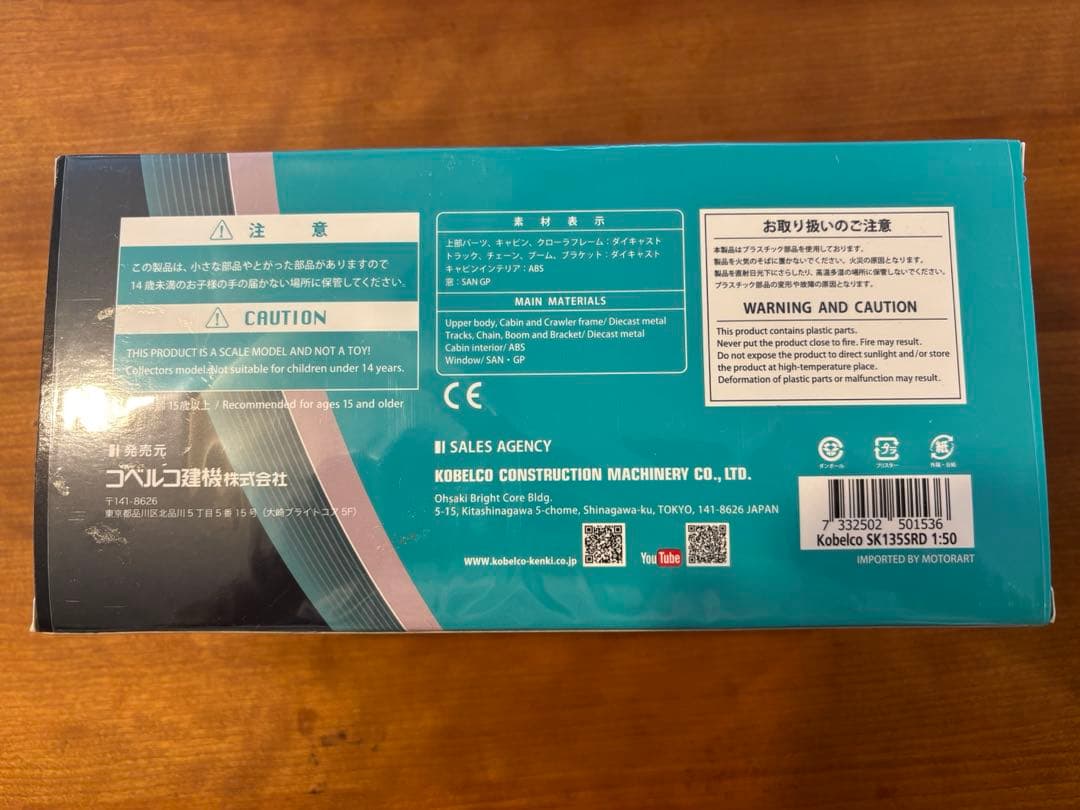 注 意
この製品は、小さな部品やとがった部品がありますので
14歳未満のお子様の手の届かない場所に保管してください。
CAUTION
THIS PRODUCT IS A SCALE MODEL AND NOT A TOY!
Collectors model. Not suitable for children under 14 years.
15歳以上 / Recommended for ages 15 and older
発売元
コベルコ建機株式会社
〒141-8626
東京都品川区北品川5丁目5番15号(大崎ブライトコア 5F)
素 材 表 示
上部パーツ、キャビン、クローラフレーム:ダイキャスト
トラック、チェーン、ブーム、ブラケット:ダイキャスト
キャビンインテリア:ABS
窓:SAN GP
MAIN MATERIALS
Upper body, Cabin and Crawler frame/ Diecast metal
Tracks, Chain, Boom and Bracket/ Diecast metal
Cabin interior/ ABS
Window/ SAN・GP
CE
SALES AGENCY
KOBELCO CONSTRUCTION MACHINERY CO., LTD.
Ohsaki Bright Core Bldg.
5-15, Kitashinagawa 5-chome, Shinagawa-ku, TOKYO, 141-8626 JAPAN
www.kobelco-kenki.co.jp
YouTube
お取り扱いのご注意
本製品はプラスチック部品を使用しております。
製品を火気のそばに置かないでください。火災の原因となります。
製品を直射日光下にさらしたり、高温多湿の場所に保管しないでください。
プラスチック部品の変形や故障の原因となります。
WARNING AND CAUTION
This product contains plastic parts.
Never put the product close to fire. Fire may result.
Do not expose the product to direct sunlight and/or store
the product at high-temperature place.
Deformation of plastic parts or malfunction may result.
プラ
紙
ダンボール
ブリスター
外箱・台紙
7 332502 501536
Kobelco SK135SRD 1:50
IMPORTED BY MOTORART